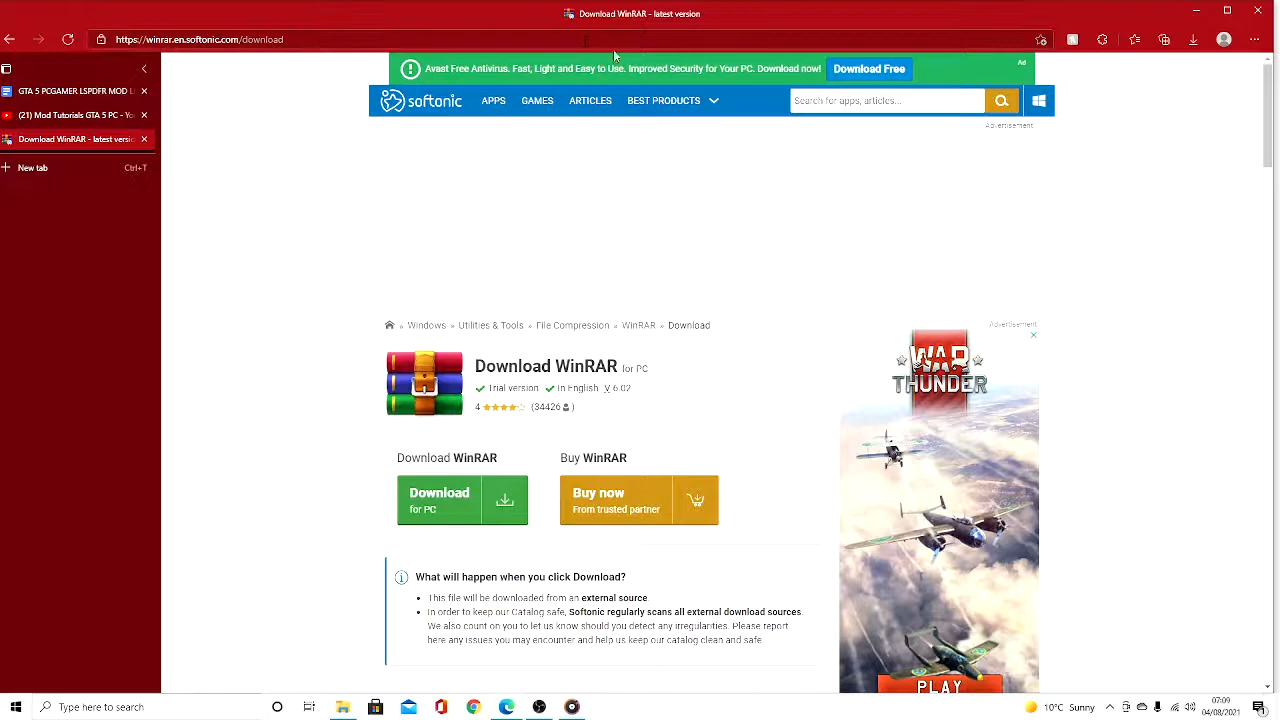 Download WinRAR - latest version
https://winrar.en.softonic.com/download
GTA 5 PCGAMER LSPDFR MOD LI
(21) Mod Tutorials GTA 5 PC - Yo
Download WinRAR - latest versio
New tab Ctrl+T
Avast Free Antivirus. Fast, Light and Easy to Use. Improved Security for Your PC. Download now! Download Free
Ad
softonic APPS GAMES ARTICLES BEST PRODUCTS Search for apps, articles...
Advertisement
» Windows » Utilities & Tools » File Compression » WinRAR » Download
Advertisement
Download WinRAR for PC
Trial version In English V 6.02
4 (34426 )
WAR THUNDER
Download WinRAR Buy WinRAR
Download for PC
Buy now From trusted partner
What will happen when you click Download?
• This file will be downloaded from an external source.
• In order to keep our Catalog safe, Softonic regularly scans all external download sources.
We also count on you to let us know should you detect any irregularities. Please report
here any issues you may encounter and help us keep our catalog clean and safe.
PLAY
Type here to search
10°C Sunny
07:09
04/08/2021